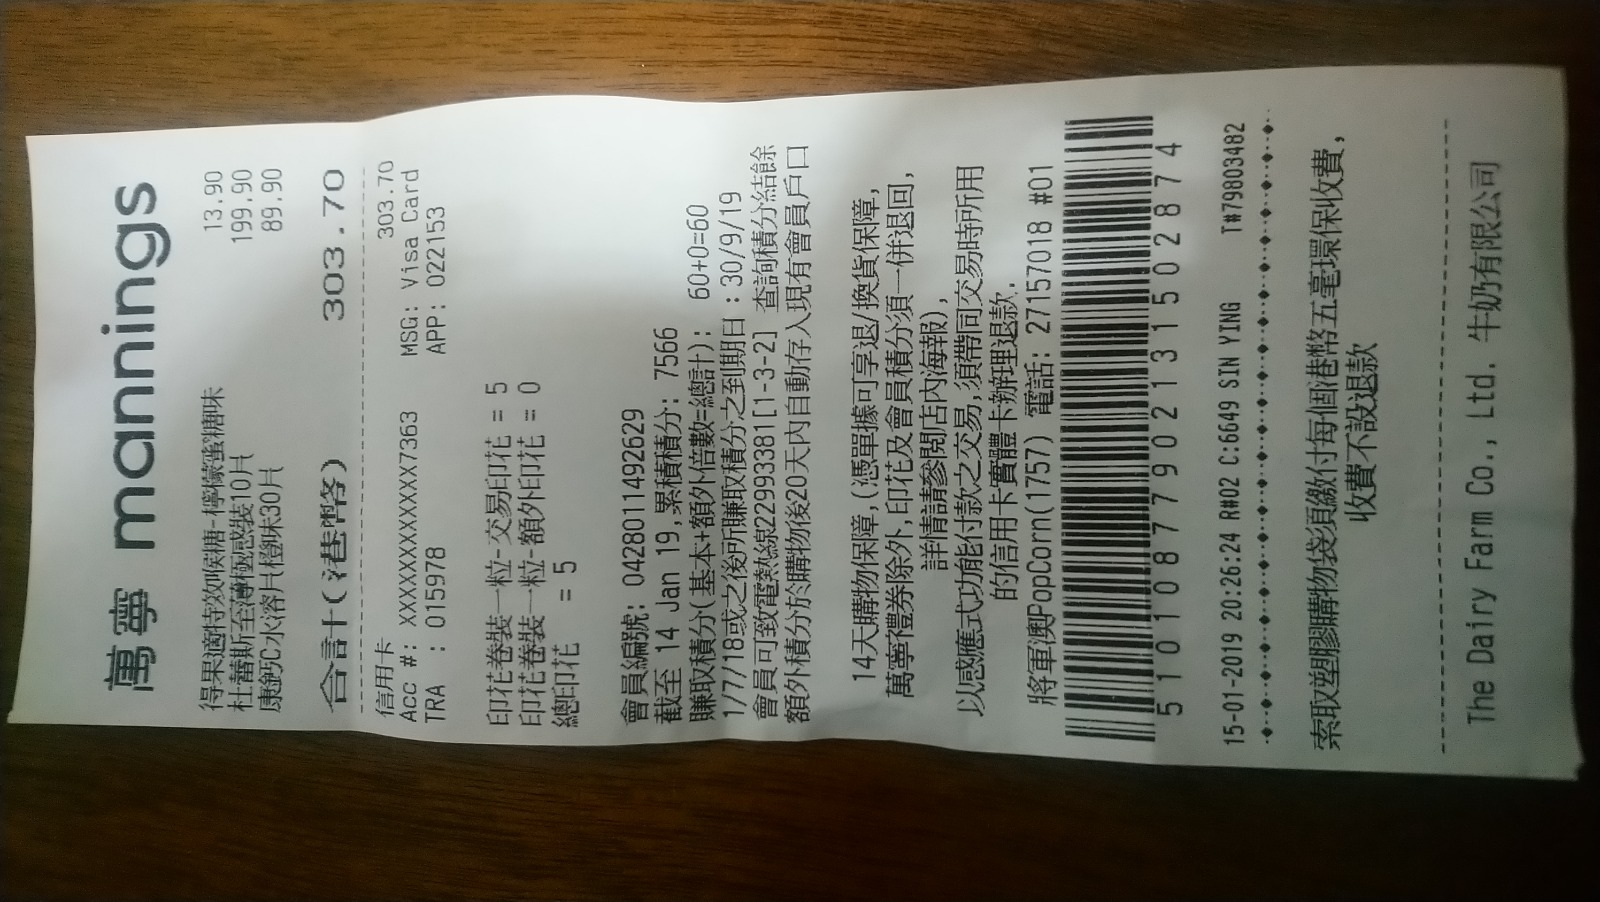 萬寧 mannings
得果適特效喉糖-檸檬蜜糖味 13.90
杜蕾斯至薄極感裝10片 199.90
康鈣C水溶片橙味30片 89.90
合計(港幣) 303.70
信用卡 303.70
Acc #: XXXXXXXXXXXX7363 MSG: Visa Card
TRA : 015978 APP: 022153
印花卷裝一粒-交易印花 = 5
印花卷裝一粒-額外印花 = 0
總印花 = 5
會員編號: 0428011492629
截至 14 Jan 19,累積積分: 7566
賺取積分(基本+額外倍數=總計): 60+0=60
1/7/18或之後所賺取積分之到期日 : 30/9/19
會員可致電熱線22993381[1-3-2] 查詢積分結餘
額外積分於購物後20天內自動存入現有會員戶口
14天購物保障,(憑單據可享退/換貨保障,
萬寧禮券除外,印花及會員積分須一併退回,
詳情請參閱店內海報),
以感應式功能付款之交易,須帶同交易時所用
的信用卡實體卡辦理退款.
將軍澳PopCorn(1757) 電話: 27157018 #01
51010877902131502874
15-01-2019 20:26:24 R#02 C:6649 SIN YING T#79803482
索取塑膠購物袋須繳付每個港幣五毫環保收費,
收費不設退款
The Dairy Farm Co., Ltd. 牛奶有限公司